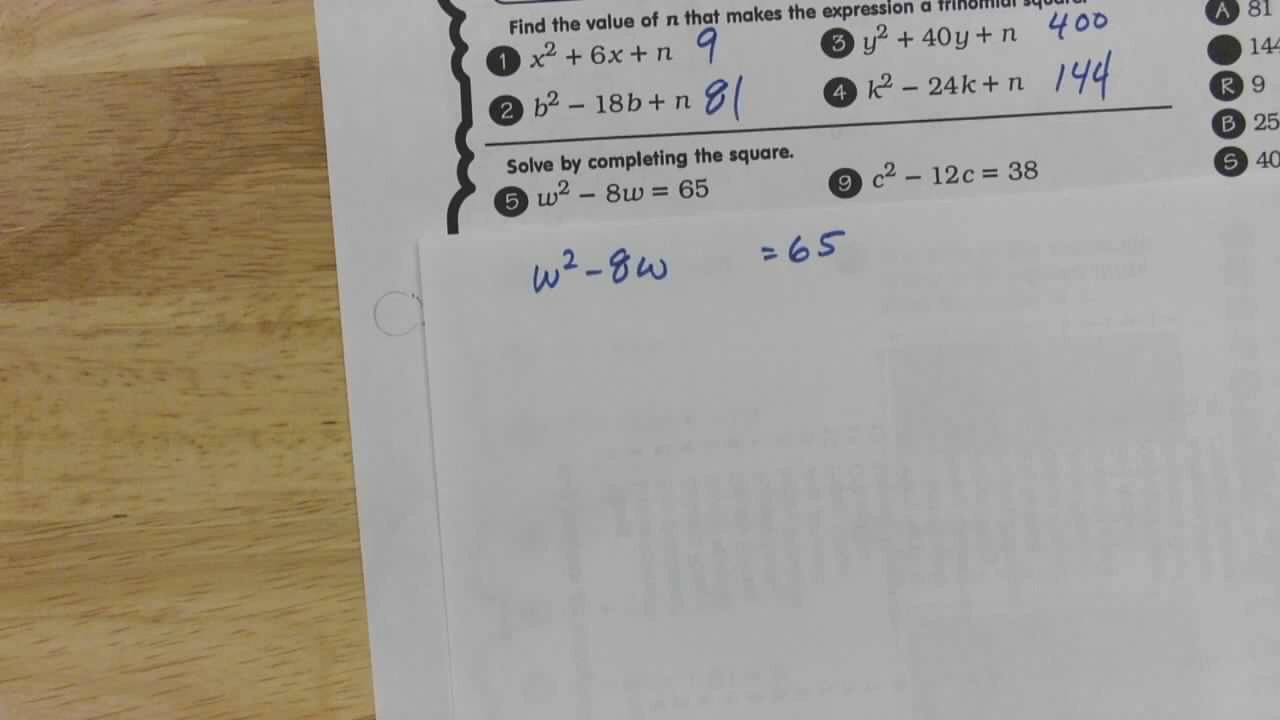 Find the value of n that makes the expression a trinomial square.
1 x² + 6x + n 9
2 b² − 18b + n 81
3 y² + 40y + n 400
4 k² − 24k + n 144
Solve by completing the square.
5 w² − 8w = 65
9 c² − 12c = 38
w² − 8w = 65
A 81
144
R 9
B 25
S 40